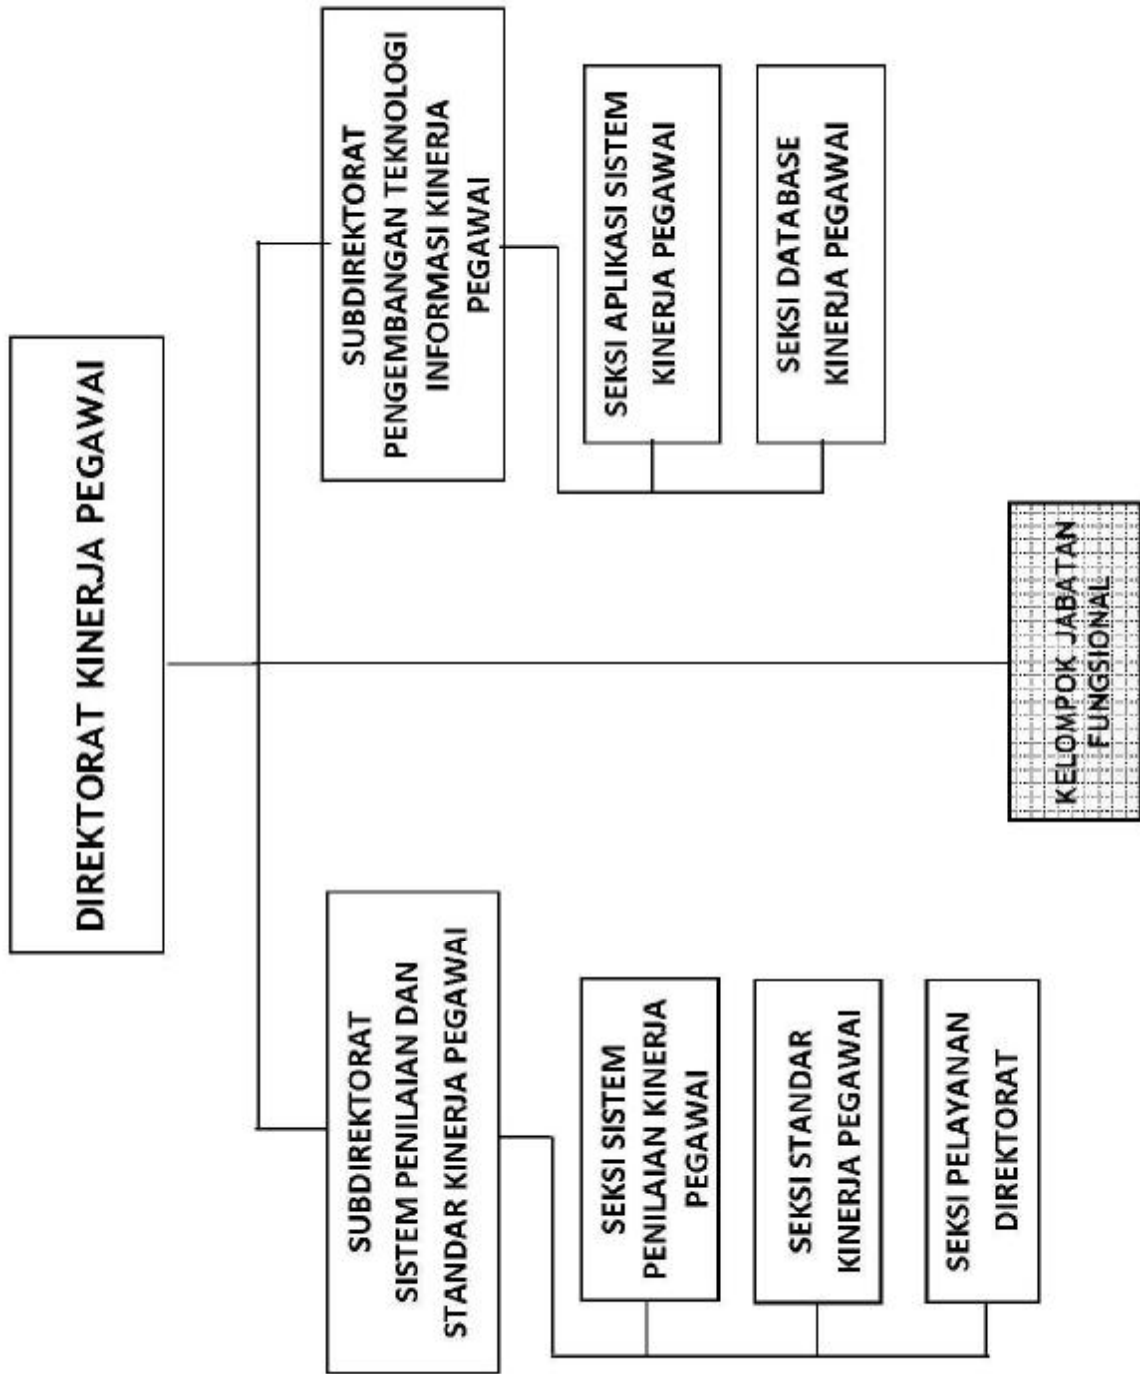 DIREKTORAT KINERJA PEGAWAI
SUBDIREKTORAT
SISTEM PENILAIAN DAN
STANDAR KINERJA PEGAWAI
SEKSI SISTEM
PENILAIAN KINERJA
PEGAWAI
SEKSI STANDAR
KINERJA PEGAWAI
SEKSI PELAYANAN
DIREKTORAT
SUBDIREKTORAT
PENGEMBANGAN TEKNOLOGI
INFORMASI KINERJA
PEGAWAI
SEKSI APLIKASI SISTEM
KINERJA PEGAWAI
SEKSI DATABASE
KINERJA PEGAWAI
KELOMPOK JABATAN
FUNGSIONAL